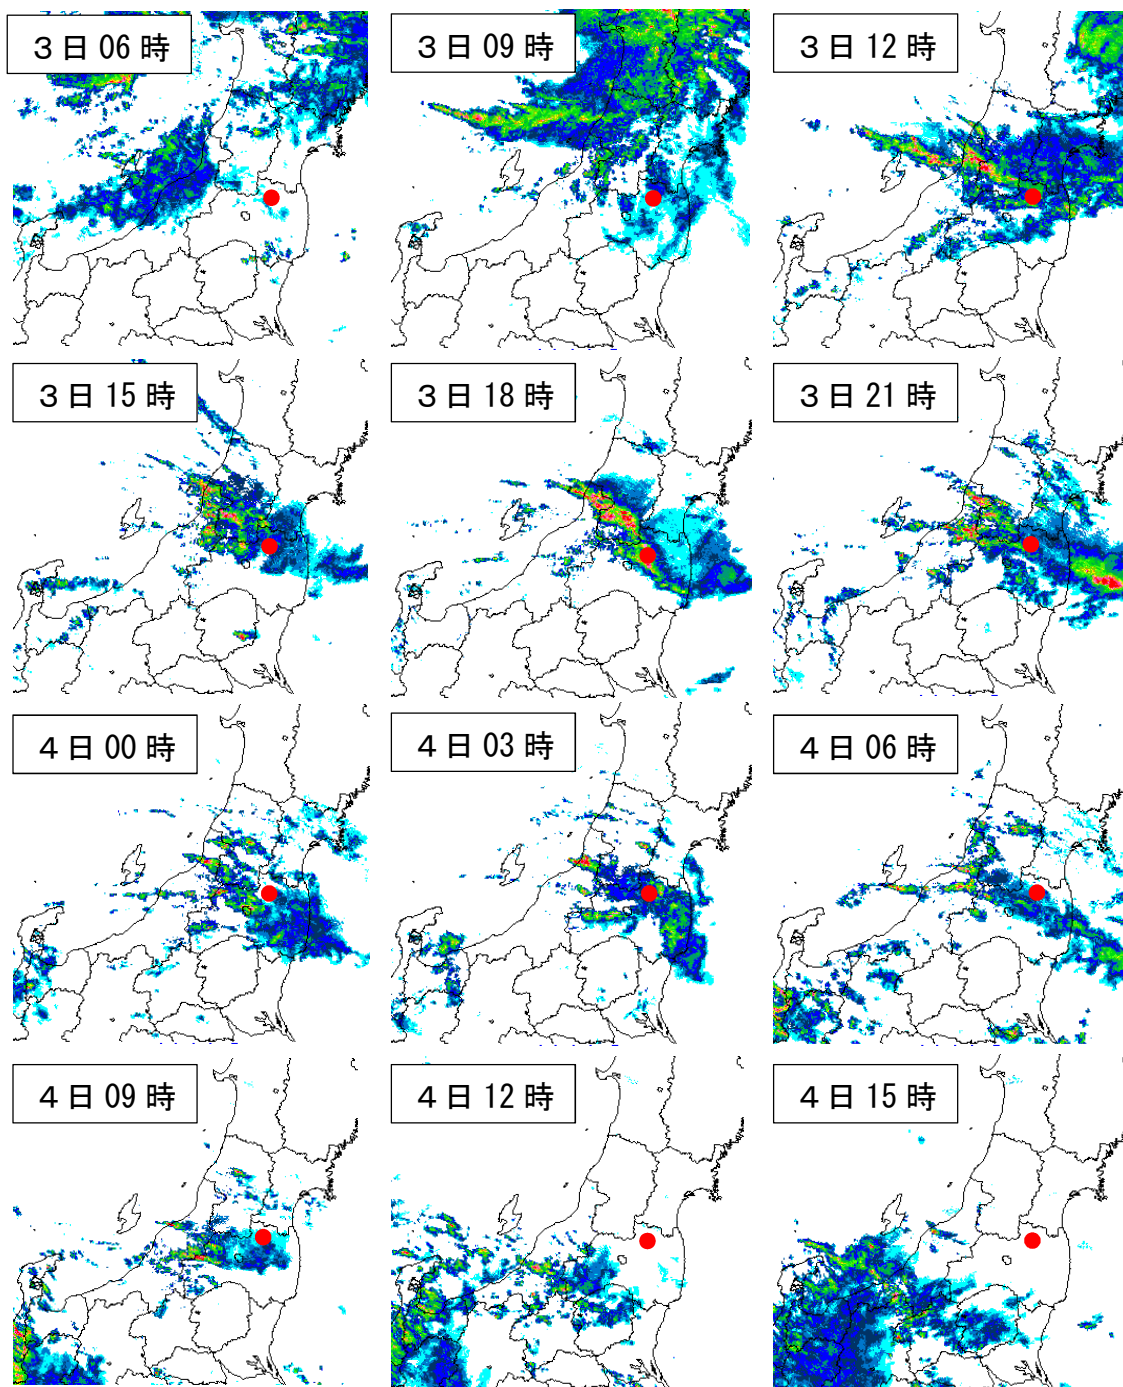 ３日 06 時
３日 09 時
３日 12 時
３日 15 時
３日 18 時
３日 21 時
４日 00 時
４日 03 時
４日 06 時
４日 09 時
４日 12 時
４日 15 時